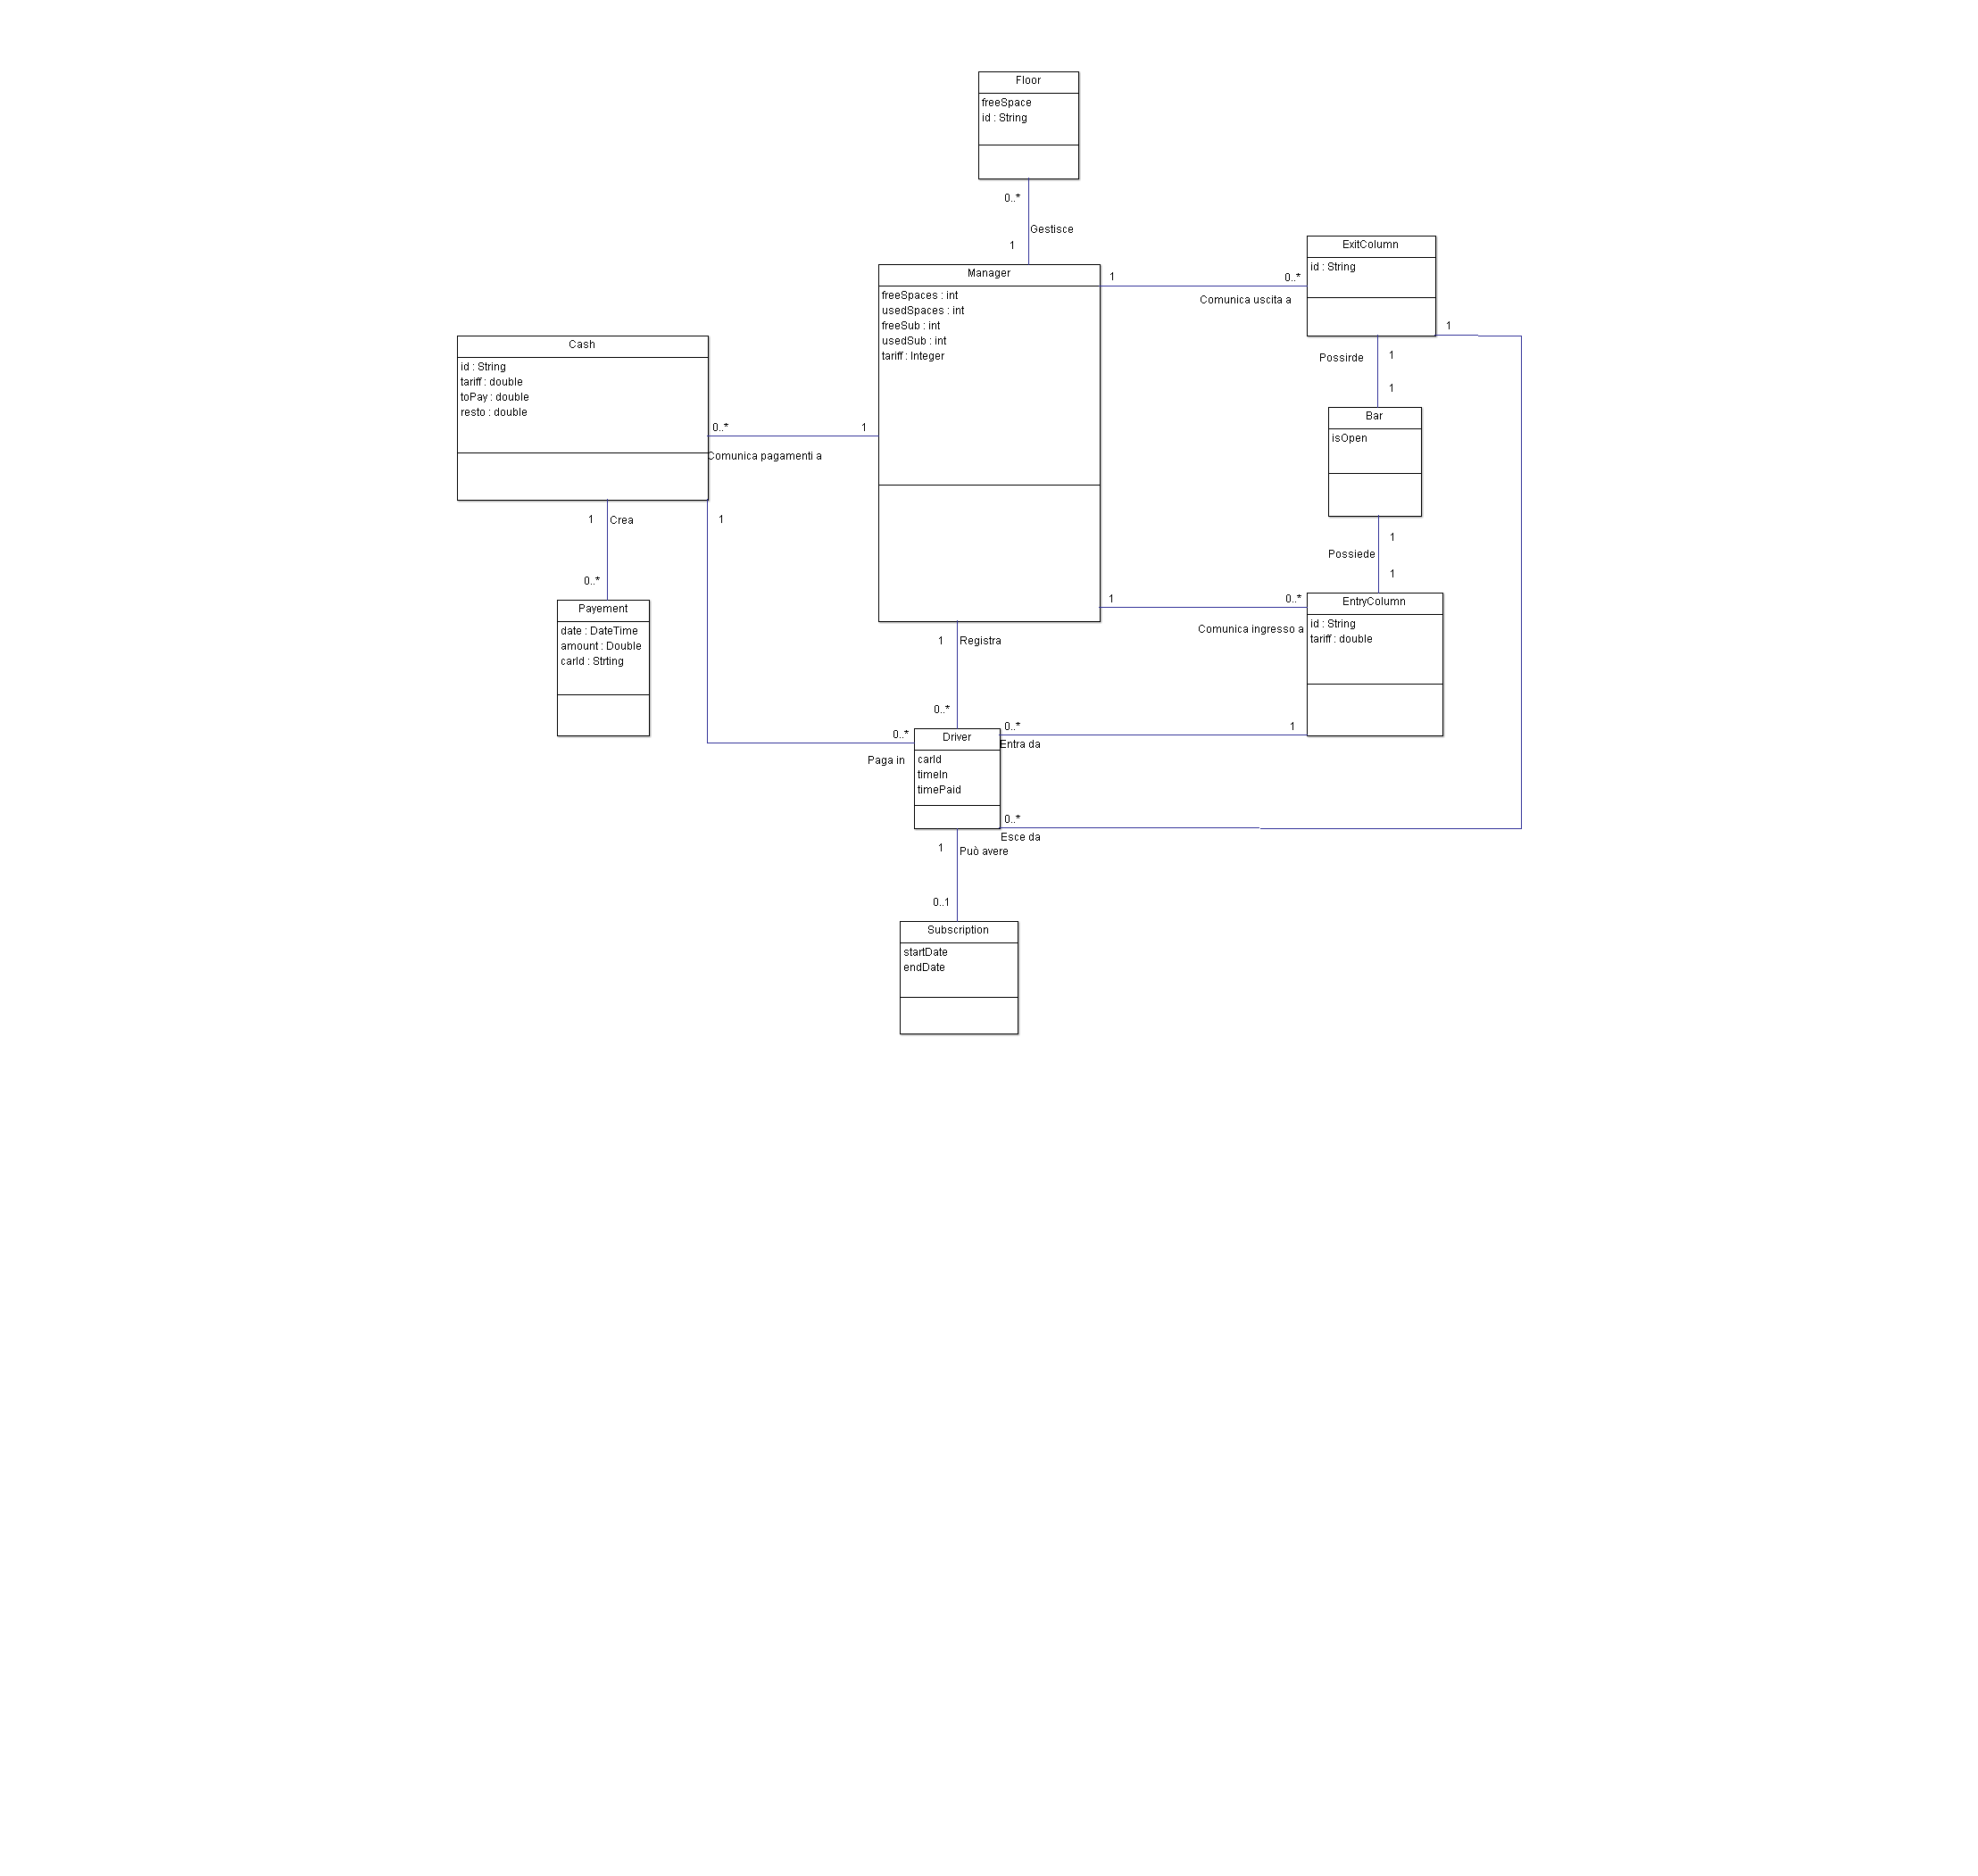 Floor
freeSpace
id : String
0..*
Gestisce
1
Manager
freeSpaces : int
usedSpaces : int
freeSub : int
usedSub : int
tariff : Integer
1
0..*
Comunica uscita a
ExitColumn
id : String
1
Possirde
1
1
Bar
isOpen
1
Possiede
1
Cash
id : String
tariff : double
toPay : double
resto : double
0..*
1
Comunica pagamenti a
1
Crea
1
0..*
Payement
date : DateTime
amount : Double
carId : Strting
1
0..*
Comunica ingresso a
EntryColumn
id : String
tariff : double
1
Registra
0..*
0..*
Paga in
Driver
carId
timeIn
timePaid
0..*
1
Entra da
0..*
Esce da
1
Può avere
0..1
Subscription
startDate
endDate